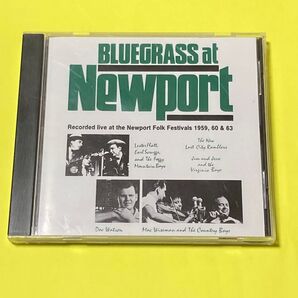 BLUEGRASS at
Newport
Recorded live at the Newport Folk Festivals 1959, 60 & 63
Lester Flatt
Earl Scruggs
and The Foggy
Mountain Boys
The New
Lost City Ramblers
Jim and Jesse
and the
Virginia Boys
Doc Watson
Mac Wiseman and The Country Boys